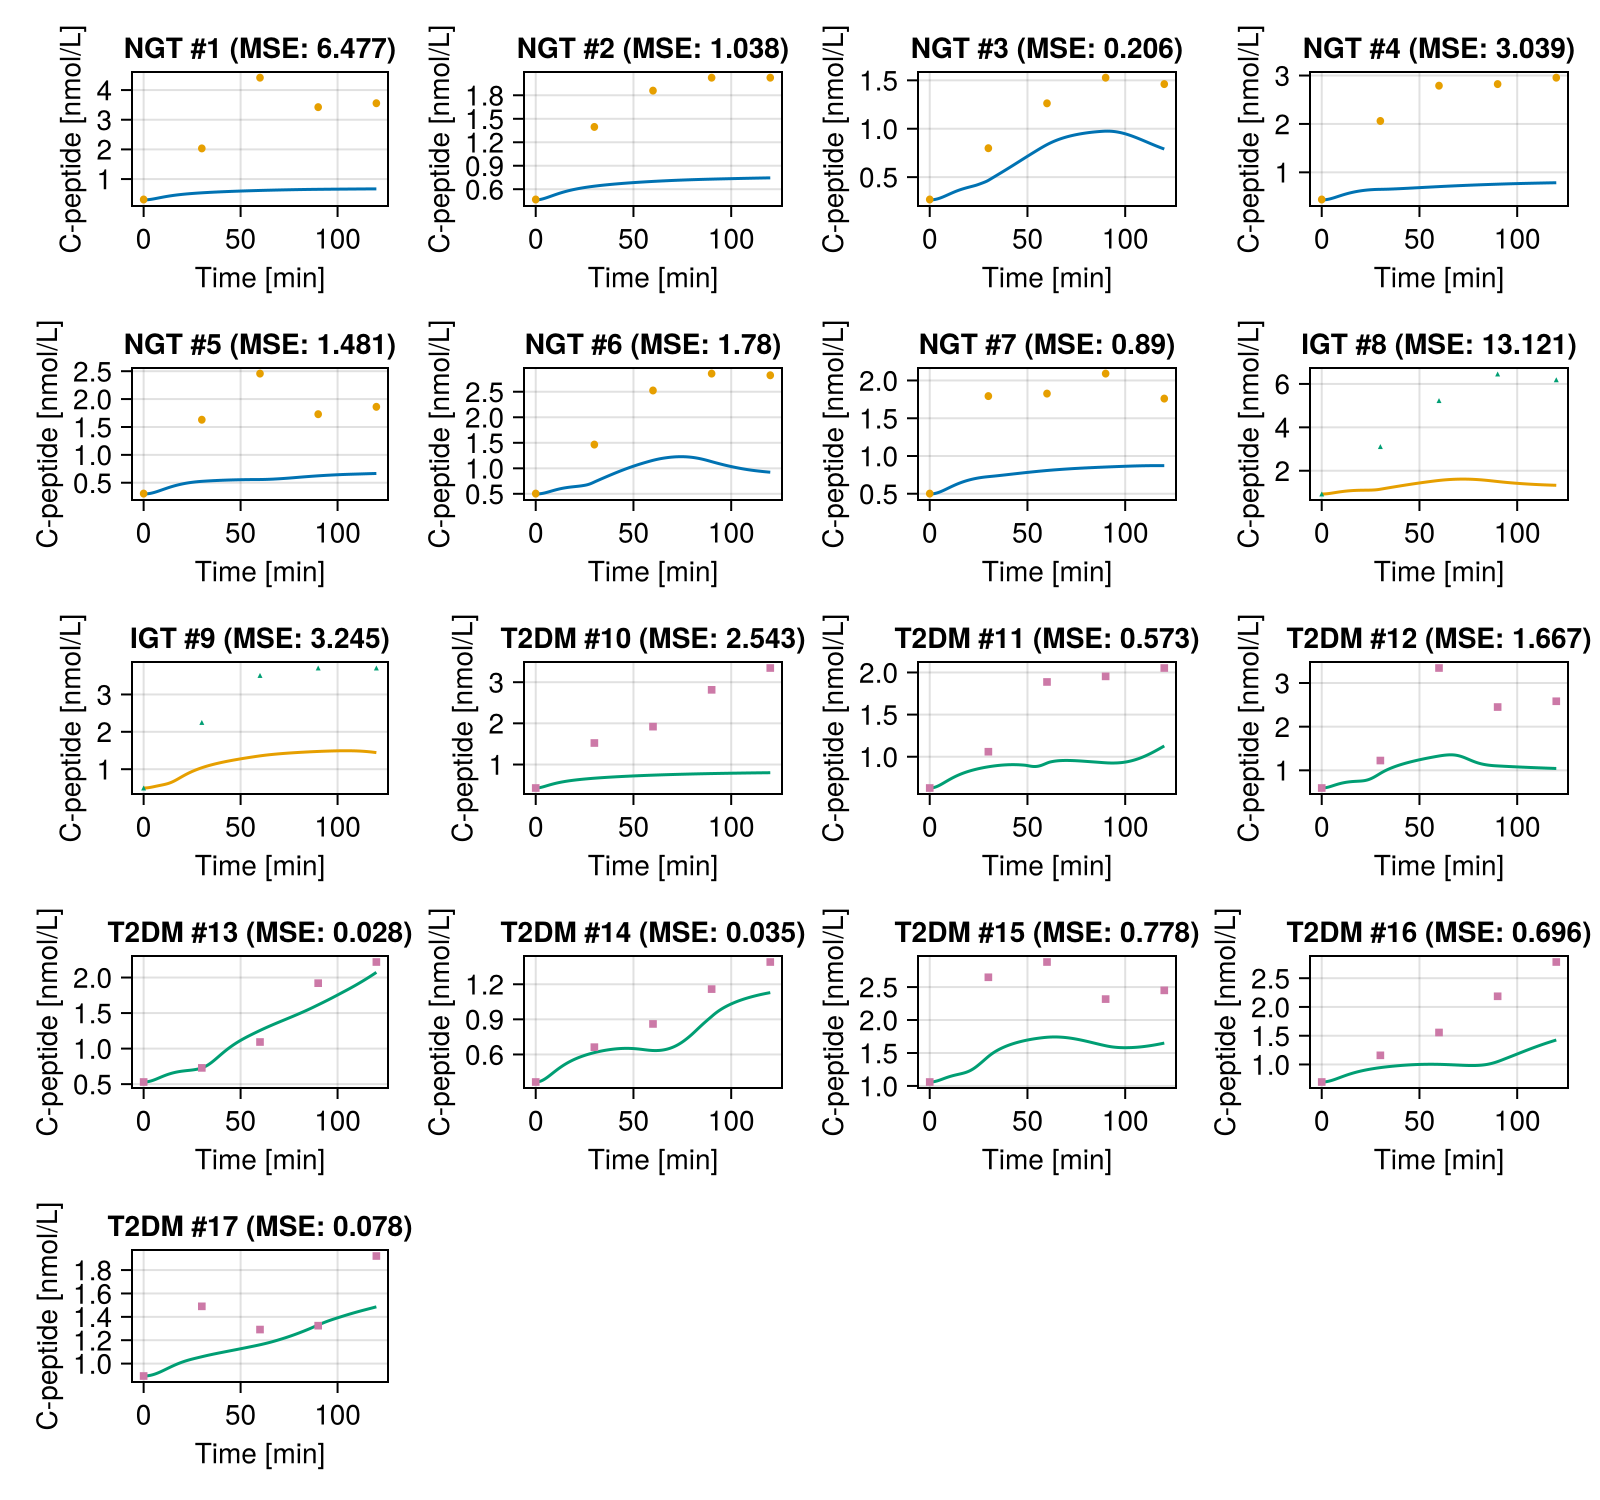 NGT #1 (MSE: 6.477)
C-peptide [nmol/L]
4
3
2
1
0 50 100
Time [min]
NGT #2 (MSE: 1.038)
C-peptide [nmol/L]
1.8
1.5
1.2
0.9
0.6
0 50 100
Time [min]
NGT #3 (MSE: 0.206)
C-peptide [nmol/L]
1.5
1.0
0.5
0 50 100
Time [min]
NGT #4 (MSE: 3.039)
C-peptide [nmol/L]
3
2
1
0 50 100
Time [min]
NGT #5 (MSE: 1.481)
C-peptide [nmol/L]
2.5
2.0
1.5
1.0
0.5
0 50 100
Time [min]
NGT #6 (MSE: 1.78)
C-peptide [nmol/L]
2.5
2.0
1.5
1.0
0.5
0 50 100
Time [min]
NGT #7 (MSE: 0.89)
C-peptide [nmol/L]
2.0
1.5
1.0
0.5
0 50 100
Time [min]
IGT #8 (MSE: 13.121)
C-peptide [nmol/L]
6
4
2
0 50 100
Time [min]
IGT #9 (MSE: 3.245)
C-peptide [nmol/L]
3
2
1
0 50 100
Time [min]
T2DM #10 (MSE: 2.543)
C-peptide [nmol/L]
3
2
1
0 50 100
Time [min]
T2DM #11 (MSE: 0.573)
C-peptide [nmol/L]
2.0
1.5
1.0
0 50 100
Time [min]
T2DM #12 (MSE: 1.667)
C-peptide [nmol/L]
3
2
1
0 50 100
Time [min]
T2DM #13 (MSE: 0.028)
C-peptide [nmol/L]
2.0
1.5
1.0
0.5
0 50 100
Time [min]
T2DM #14 (MSE: 0.035)
C-peptide [nmol/L]
1.2
0.9
0.6
0 50 100
Time [min]
T2DM #15 (MSE: 0.778)
C-peptide [nmol/L]
2.5
2.0
1.5
1.0
0 50 100
Time [min]
T2DM #16 (MSE: 0.696)
C-peptide [nmol/L]
2.5
2.0
1.5
1.0
0 50 100
Time [min]
T2DM #17 (MSE: 0.078)
C-peptide [nmol/L]
1.8
1.6
1.4
1.2
1.0
0 50 100
Time [min]